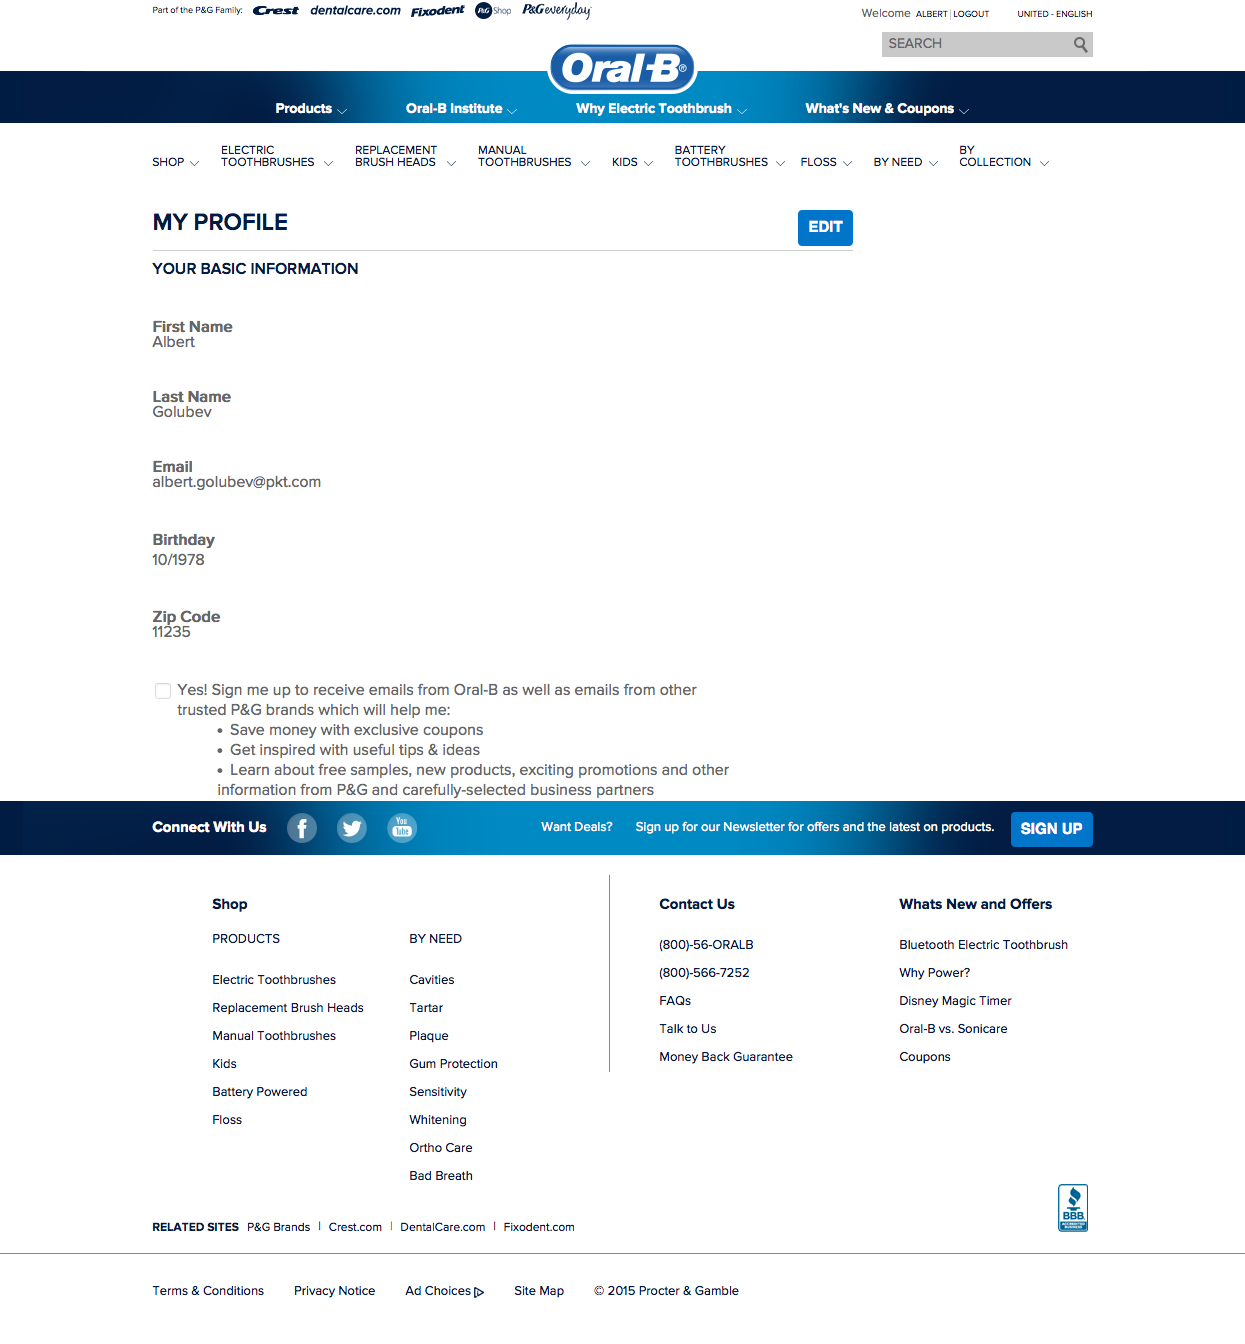 Part of the P&G Family: Crest dentalcare.com Fixodent P&G Shop P&G everyday
Welcome ALBERT | LOGOUT UNITED - ENGLISH
SEARCH
Oral-B®
Products Oral-B Institute Why Electric Toothbrush What's New & Coupons
SHOP ELECTRIC TOOTHBRUSHES REPLACEMENT BRUSH HEADS MANUAL TOOTHBRUSHES KIDS BATTERY TOOTHBRUSHES FLOSS BY NEED BY COLLECTION
MY PROFILE EDIT
YOUR BASIC INFORMATION
First Name
Albert
Last Name
Golubev
Email
albert.golubev@pkt.com
Birthday
10/1978
Zip Code
11235
Yes! Sign me up to receive emails from Oral-B as well as emails from other
trusted P&G brands which will help me:
• Save money with exclusive coupons
• Get inspired with useful tips & ideas
• Learn about free samples, new products, exciting promotions and other
information from P&G and carefully-selected business partners
Connect With Us You Tube Want Deals? Sign up for our Newsletter for offers and the latest on products. SIGN UP
Shop
PRODUCTS
Electric Toothbrushes
Replacement Brush Heads
Manual Toothbrushes
Kids
Battery Powered
Floss
BY NEED
Cavities
Tartar
Plaque
Gum Protection
Sensitivity
Whitening
Ortho Care
Bad Breath
Contact Us
(800)-56-ORALB
(800)-566-7252
FAQs
Talk to Us
Money Back Guarantee
Whats New and Offers
Bluetooth Electric Toothbrush
Why Power?
Disney Magic Timer
Oral-B vs. Sonicare
Coupons
BBB
ACCREDITED
BUSINESS
RELATED SITES P&G Brands | Crest.com | DentalCare.com | Fixodent.com
Terms & Conditions Privacy Notice Ad Choices Site Map © 2015 Procter & Gamble